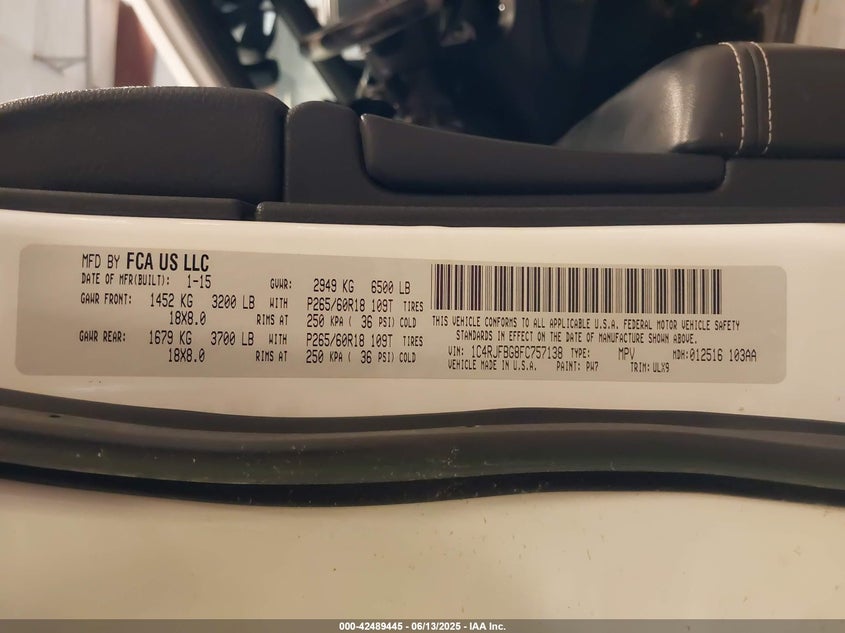 MFD BY FCA US LLC
DATE OF MFR(BUILT): 1-15 GVWR: 2949 KG 6500 LB
GAWR FRONT: 1452 KG 3200 LB WITH P265/60R18 109T TIRES
18X8.0 RIMS AT 250 KPA ( 36 PSI) COLD
GAWR REAR: 1679 KG 3700 LB WITH P265/60R18 109T TIRES
18X8.0 RIMS AT 250 KPA ( 36 PSI) COLD
THIS VEHICLE CONFORMS TO ALL APPLICABLE U.S.A. FEDERAL MOTOR VEHICLE SAFETY
STANDARDS IN EFFECT ON THE DATE OF MANUFACTURE SHOWN ABOVE.
VIN: 1C4RJFBG8FC757138 TYPE: MPV MDH: 012516 103AA
VEHICLE MADE IN U.S.A. PAINT: PW7 TRIM: ULX9
000-42489445 - 06/13/2025 - IAA Inc.